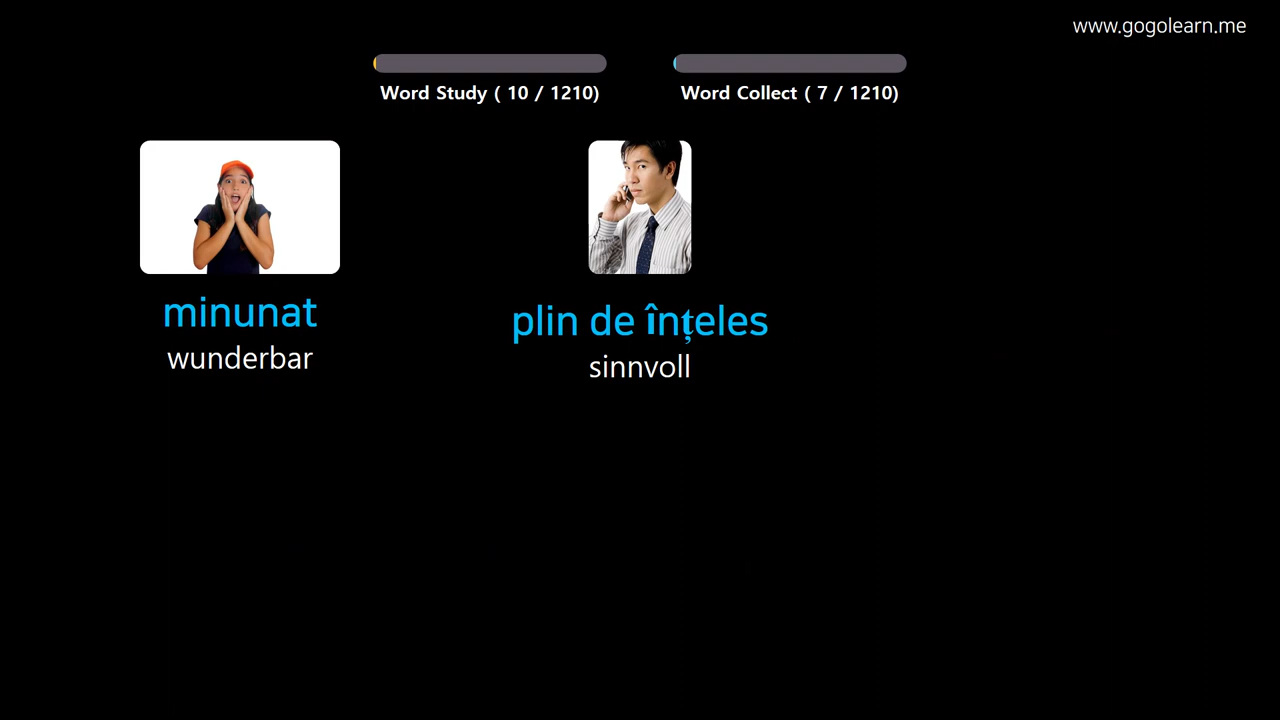 www.gogolearn.me
Word Study ( 10 / 1210)
Word Collect ( 7 / 1210)
minunat
wunderbar
plin de înțeles
sinnvoll